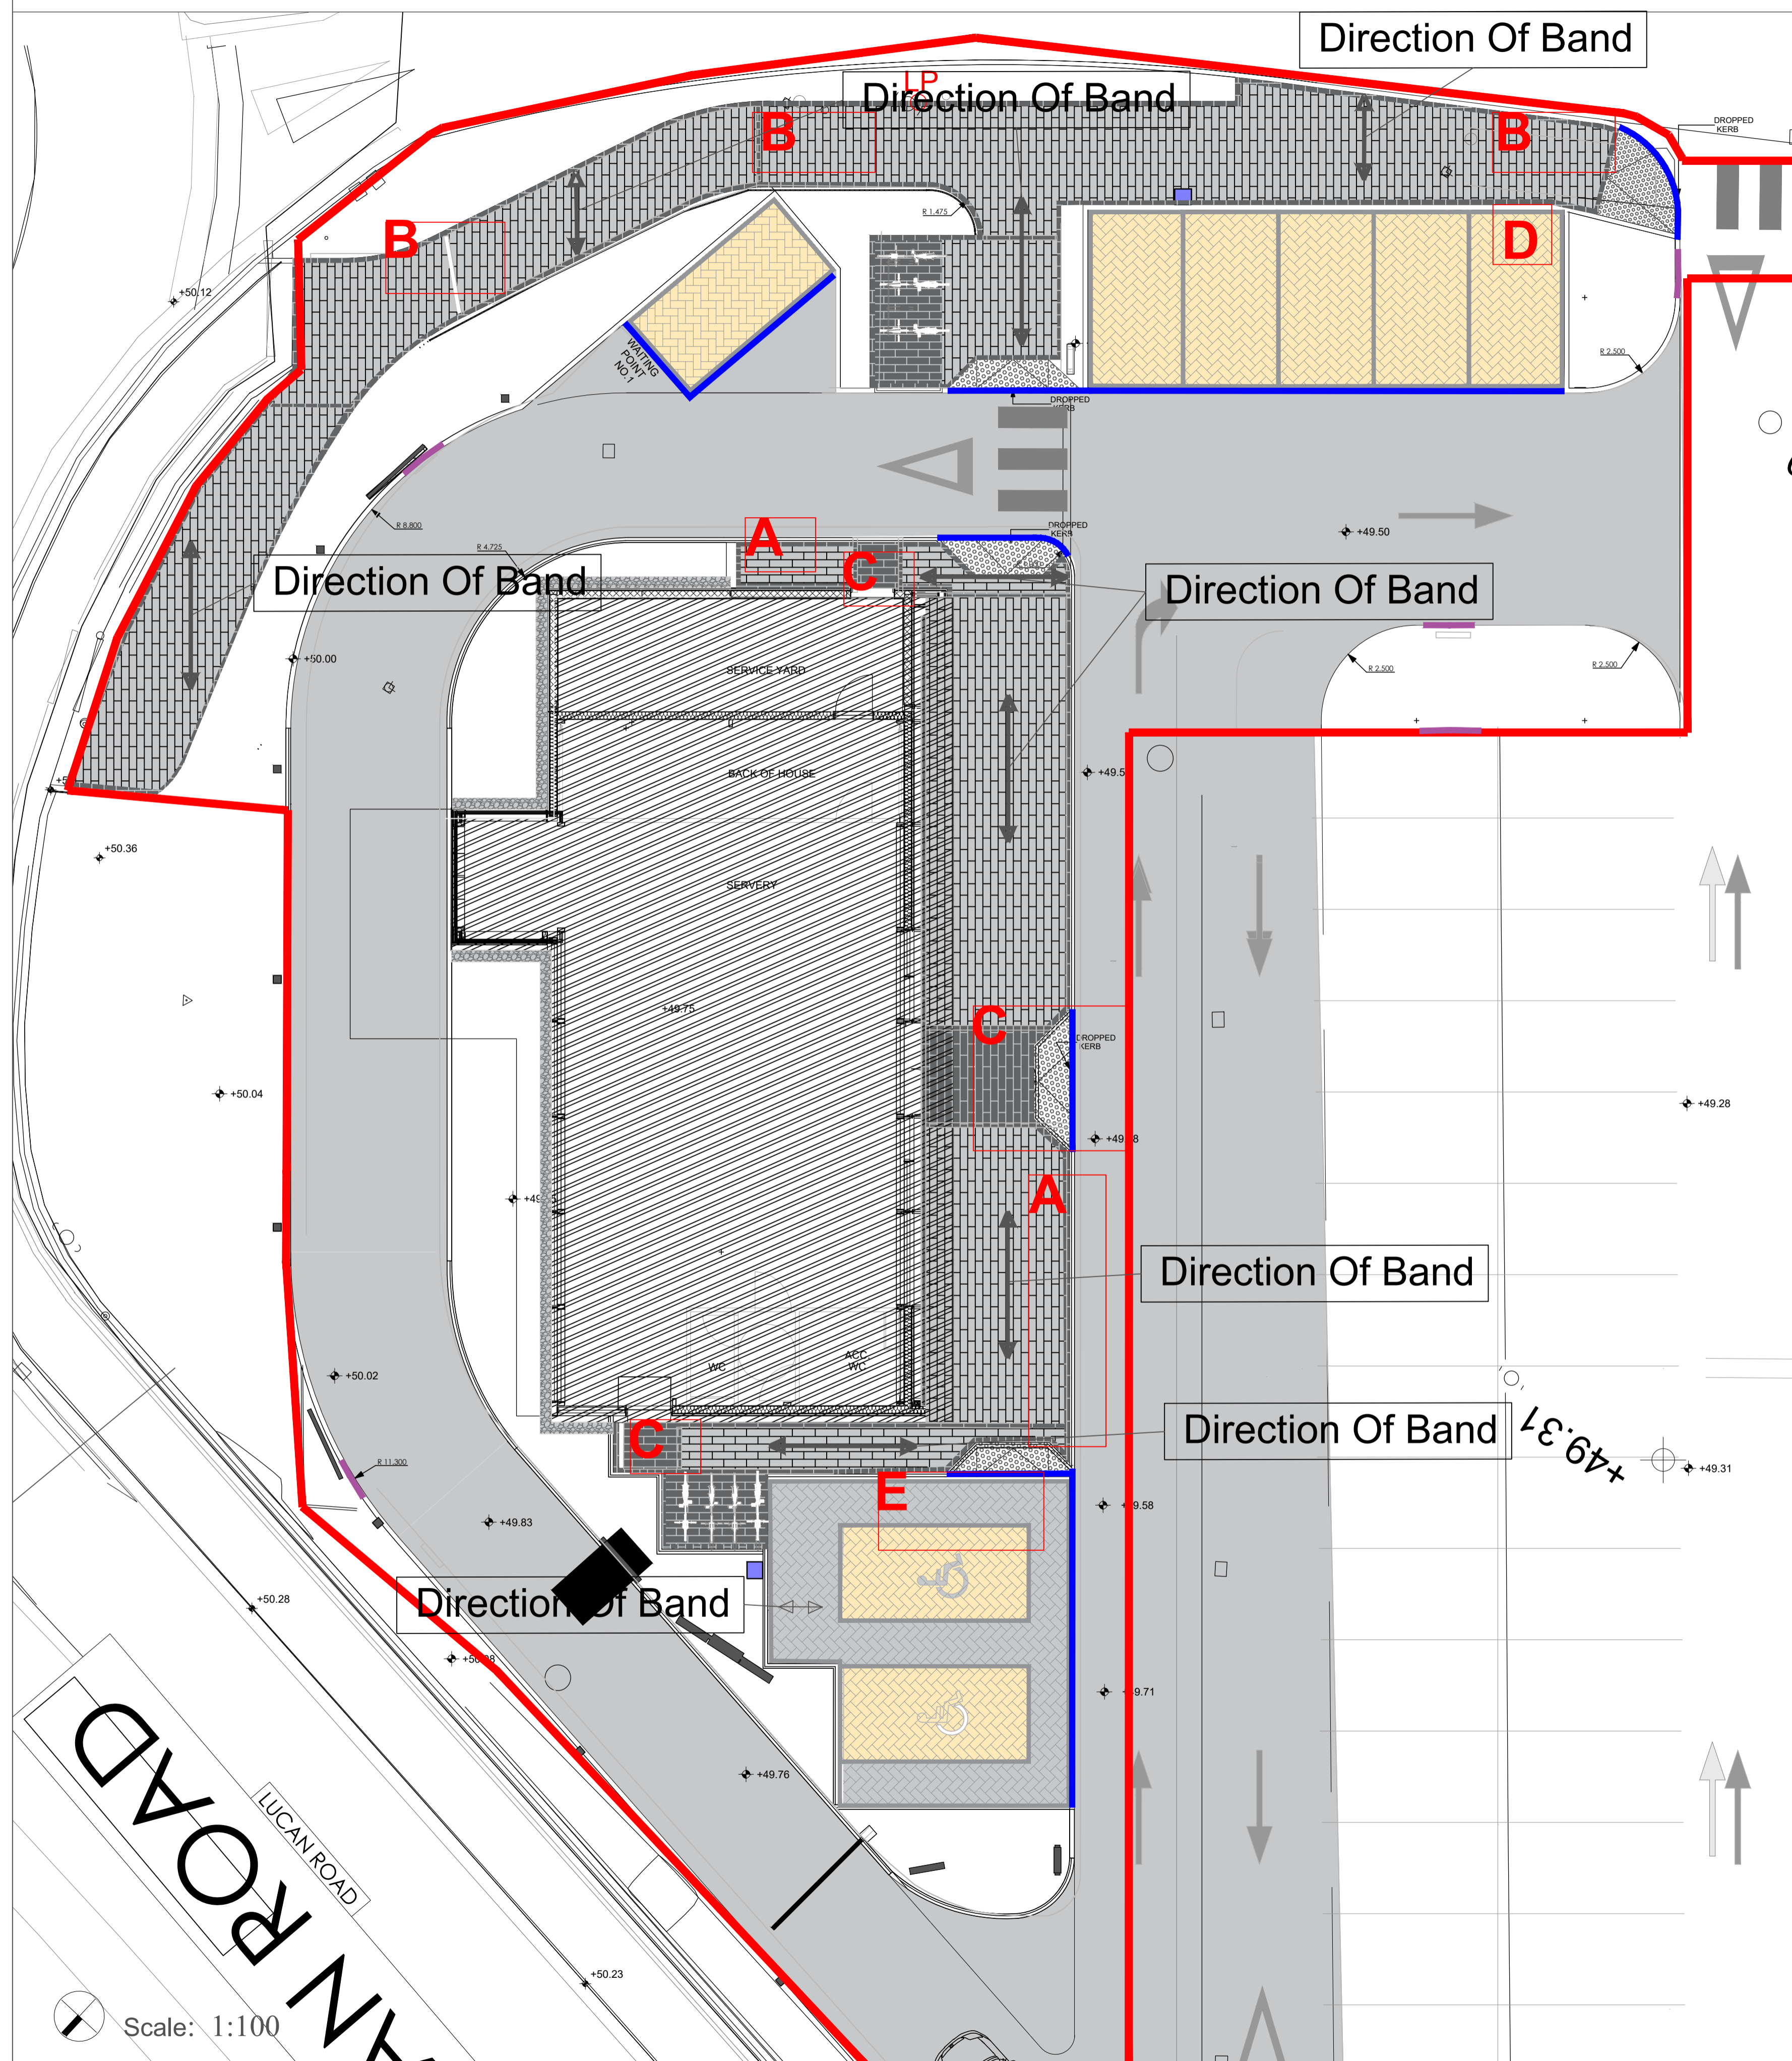 Direction Of Band
LP
Direction Of Band
B
B
DROPPED
KERB
R 1.475
B
D
+50.12
WAITING
POINT
NO.1
R 2.500
DROPPED
KERB
R 8.800
A
DROPPED
KERB
+49.50
R 4.725
C
Direction Of Band
Direction Of Band
+50.00
SERVICE YARD
R 2.500
R 2.500
BACK OF HOUSE
+50.36
SERVERY
+49.75
C
DROPPED
KERB
+50.04
+49.28
A
Direction Of Band
+50.02
WC
ACC
WC
Direction Of Band
C
+49.31
+49.31
R 11.300
E
+49.83
+50.28
Direction Of Band
+49.76
LUCAN ROAD
AN ROAD
+50.23
Scale: 1:100